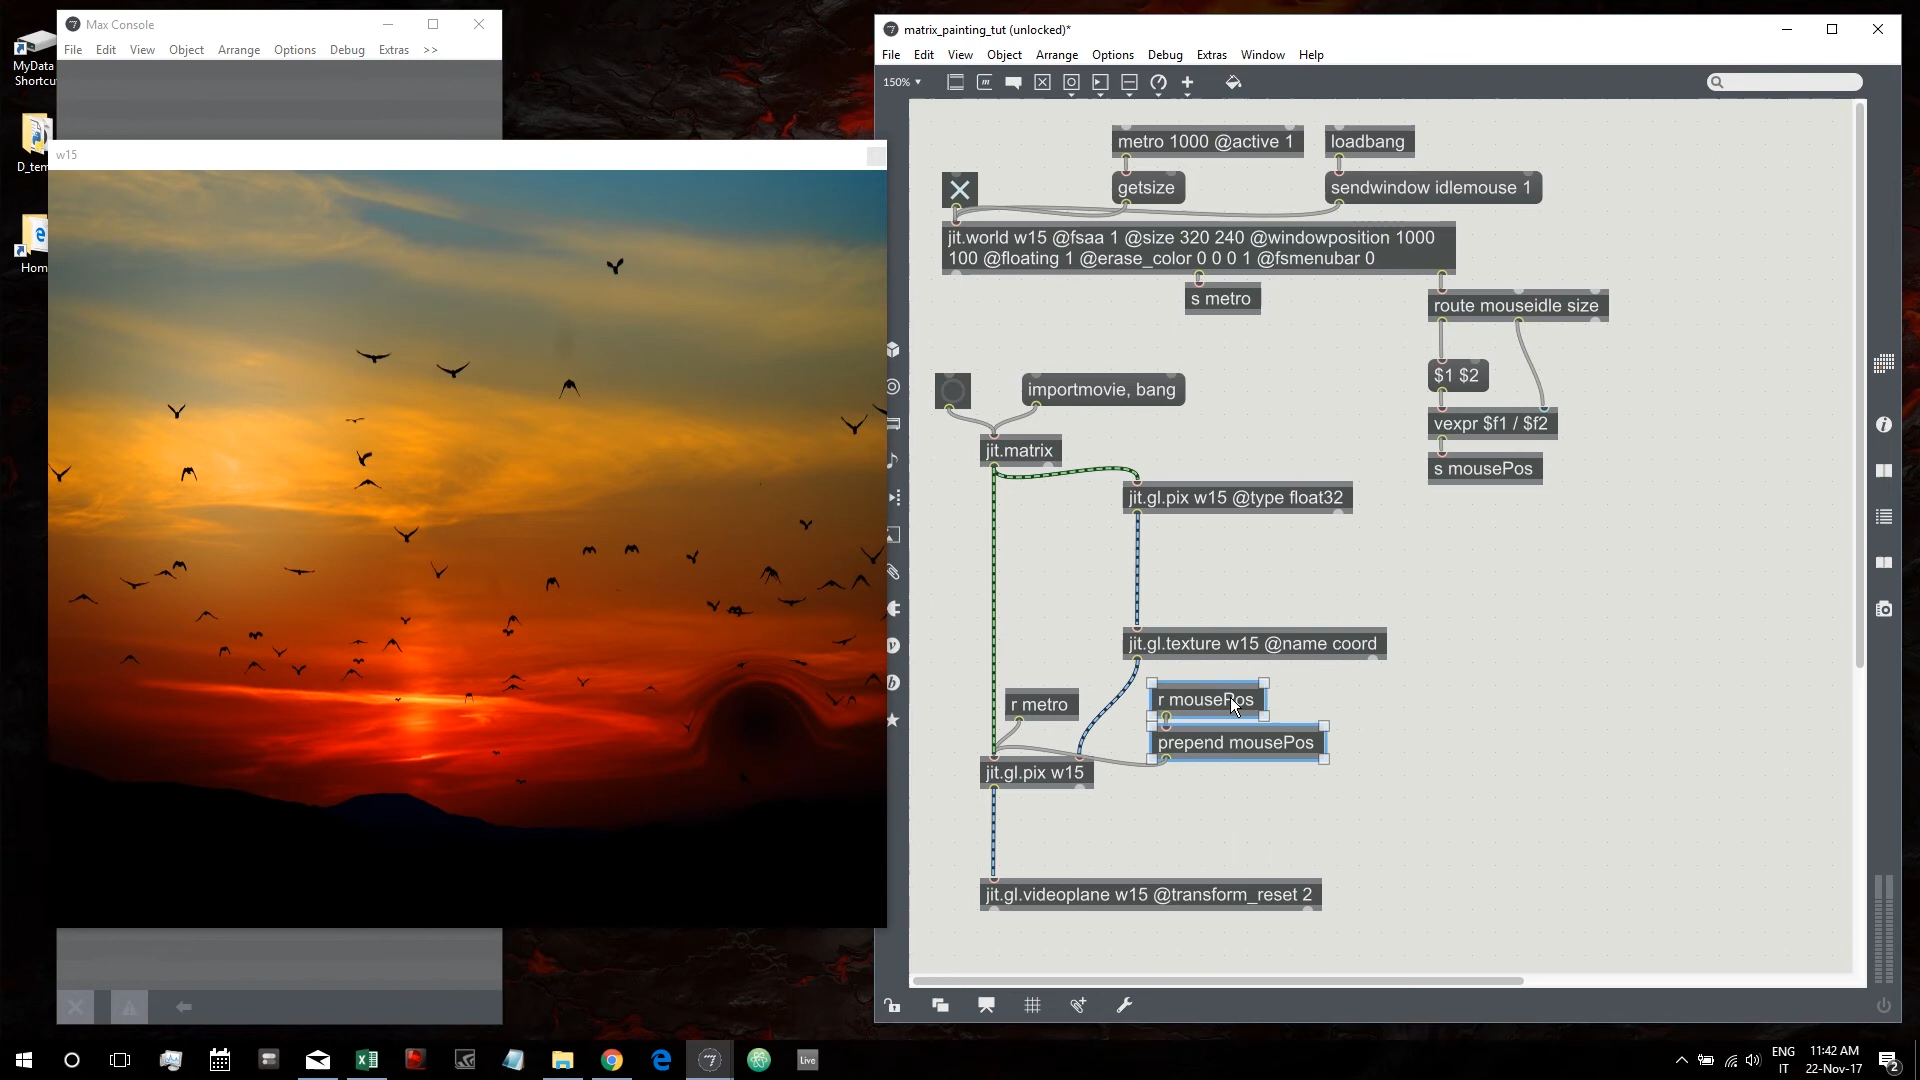 MyData
Shortcu
D_tem
Hom
Max Console
File Edit View Object Arrange Options Debug Extras >>
w15
matrix_painting_tut (unlocked)*
File Edit View Object Arrange Options Debug Extras Window Help
150%
metro 1000 @active 1
loadbang
getsize
sendwindow idlemouse 1
jit.world w15 @fsaa 1 @size 320 240 @windowposition 1000
100 @floating 1 @erase_color 0 0 0 1 @fsmenubar 0
s metro
route mouseidle size
$1 $2
importmovie, bang
vexpr $f1 / $f2
jit.matrix
s mousePos
jit.gl.pix w15 @type float32
jit.gl.texture w15 @name coord
r metro
r mousePos
prepend mousePos
jit.gl.pix w15
jit.gl.videoplane w15 @transform_reset 2
Live
ENG
IT
11:42 AM
22-Nov-17
2